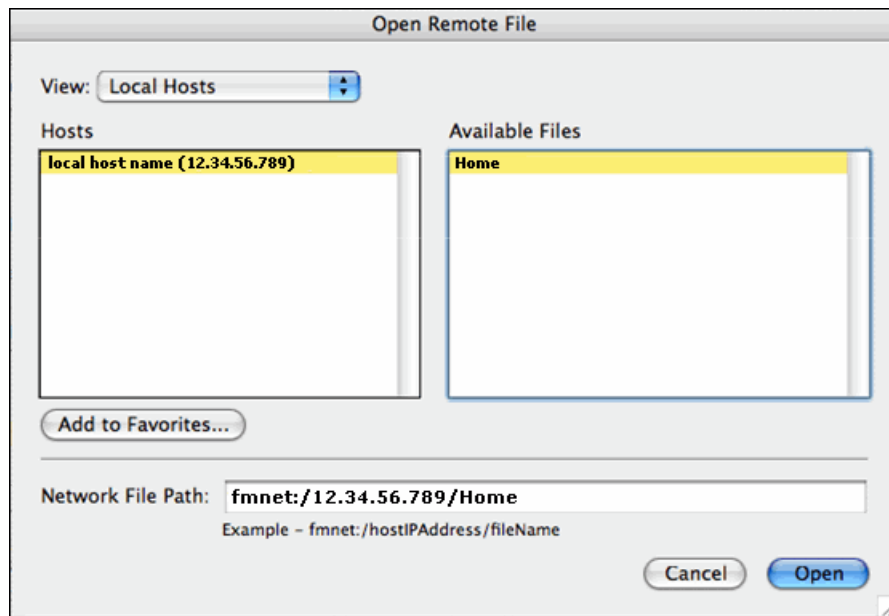 Open Remote File
View: Local Hosts
Hosts
Available Files
local host name (12.34.56.789)
Home
Add to Favorites...
Network File Path: fmnet:/12.34.56.789/Home
Example – fmnet:/hostIPAddress/fileName
Cancel
Open